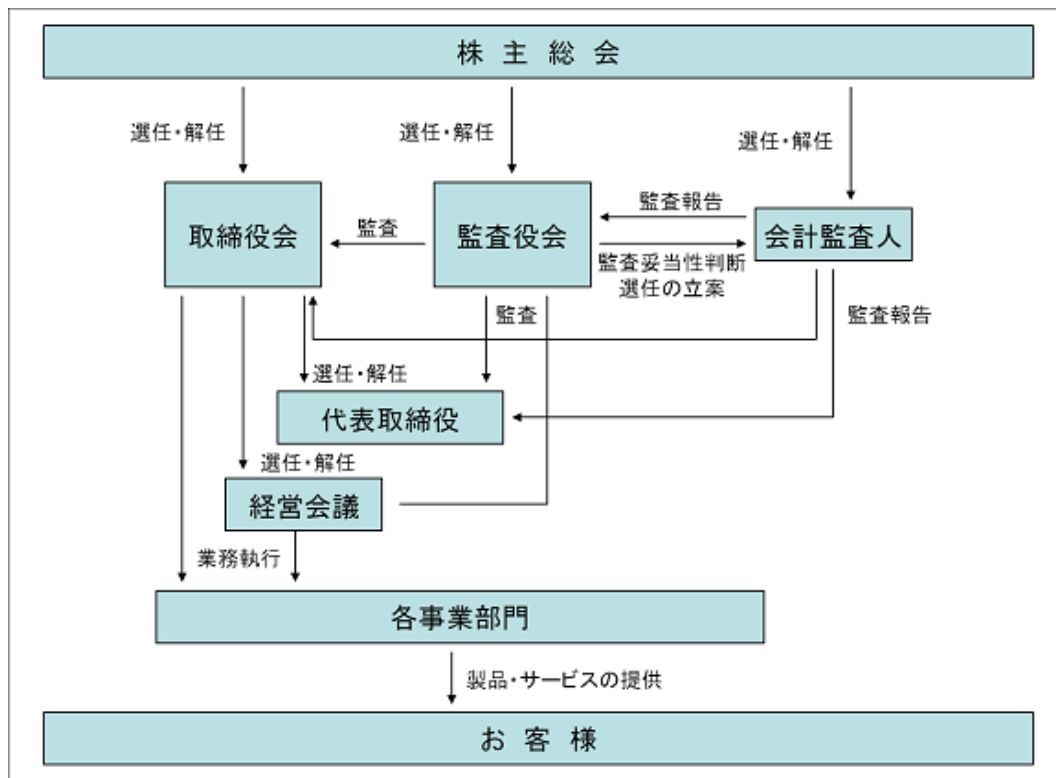 株主総会
選任・解任
選任・解任
選任・解任
取締役会
監査
監査役会
監査報告
会計監査人
監査妥当性判断
選任の立案
監査
監査報告
選任・解任
代表取締役
選任・解任
経営会議
業務執行
各事業部門
製品・サービスの提供
お客様